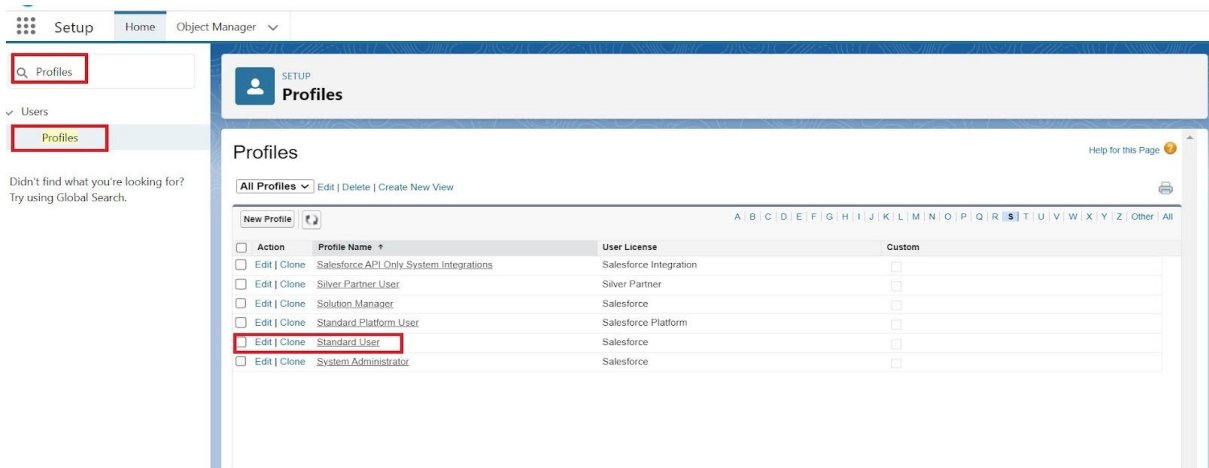 Setup Home Object Manager
Profiles
SETUP
Profiles
Users
Profiles
Didn't find what you're looking for?
Try using Global Search.
Profiles
Help for this Page
All Profiles Edit | Delete | Create New View
New Profile
A | B | C | D | E | F | G | H | I | J | K | L | M | N | O | P | Q | R | S | T | U | V | W | X | Y | Z | Other | All
Action Profile Name ↑ User License Custom
Edit | Clone Salesforce API Only System Integrations Salesforce Integration
Edit | Clone Silver Partner User Silver Partner
Edit | Clone Solution Manager Salesforce
Edit | Clone Standard Platform User Salesforce Platform
Edit | Clone Standard User Salesforce
Edit | Clone System Administrator Salesforce